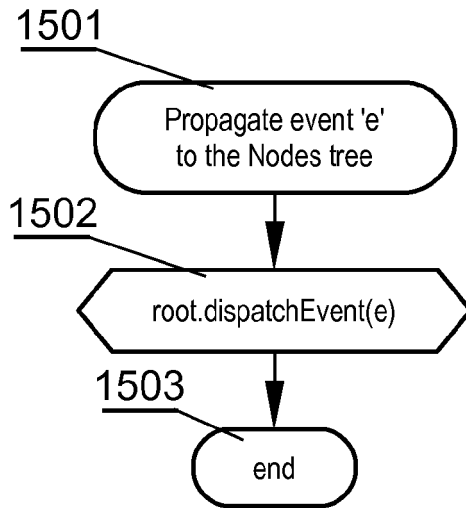 1501
Propagate event 'e'
to the Nodes tree
1502
root.dispatchEvent(e)
1503
end